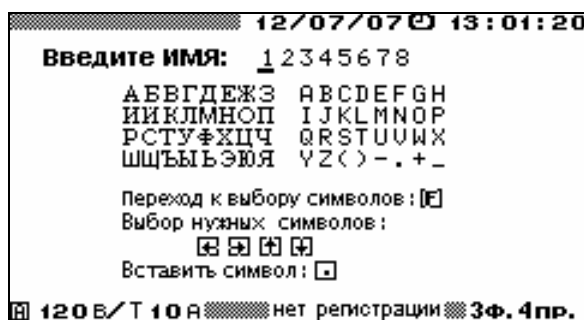 12/07/07 13:01:20
Введите ИМЯ: 12345678
АБВГДЕЖЗ ABCDEFGH
ИЙКЛМНОП IJKLMNOP
РСТУФХЦЧ QRSTUVWX
ШЩЪЫЬЭЮЯ YZ()-.+_
Переход к выбору символов: [F]
Выбор нужных символов:
← → ↑ ↓
Вставить символ: [.]
A 120В/Т 10А нет регистрации 3ф.4пр.